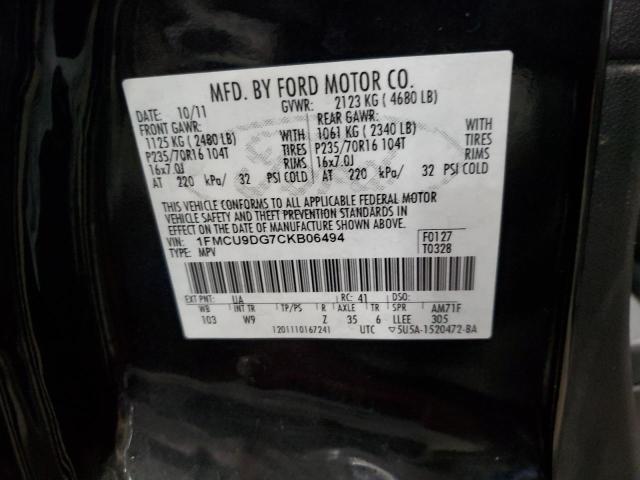 MFD. BY FORD MOTOR CO.
DATE: 10/11 GVWR: 2123 KG ( 4680 LB)
FRONT GAWR: REAR GAWR:
1125 KG ( 2480 LB) WITH 1061 KG ( 2340 LB) WITH
P235/70R16 104T TIRES P235/70R16 104T TIRES
16x7.0J RIMS 16x7.0J RIMS
AT 220 kPa/ 32 PSI COLD AT 220 kPa/ 32 PSI COLD
THIS VEHICLE CONFORMS TO ALL APPLICABLE FEDERAL MOTOR
VEHICLE SAFETY AND THEFT PREVENTION STANDARDS IN
EFFECT ON THE DATE OF MANUFACTURE SHOWN ABOVE.
VIN: 1FMCU9DG7CKB06494 F0127
TYPE: MPV T0328
EXT PNT: UA RC: 41 DSO:
WB INT TR TP/PS R AXLE TR SPR AM71F
103 W9 Z 35 6 LLEE 305
1201110167241 UTC ▽5U5A-1520472-BA